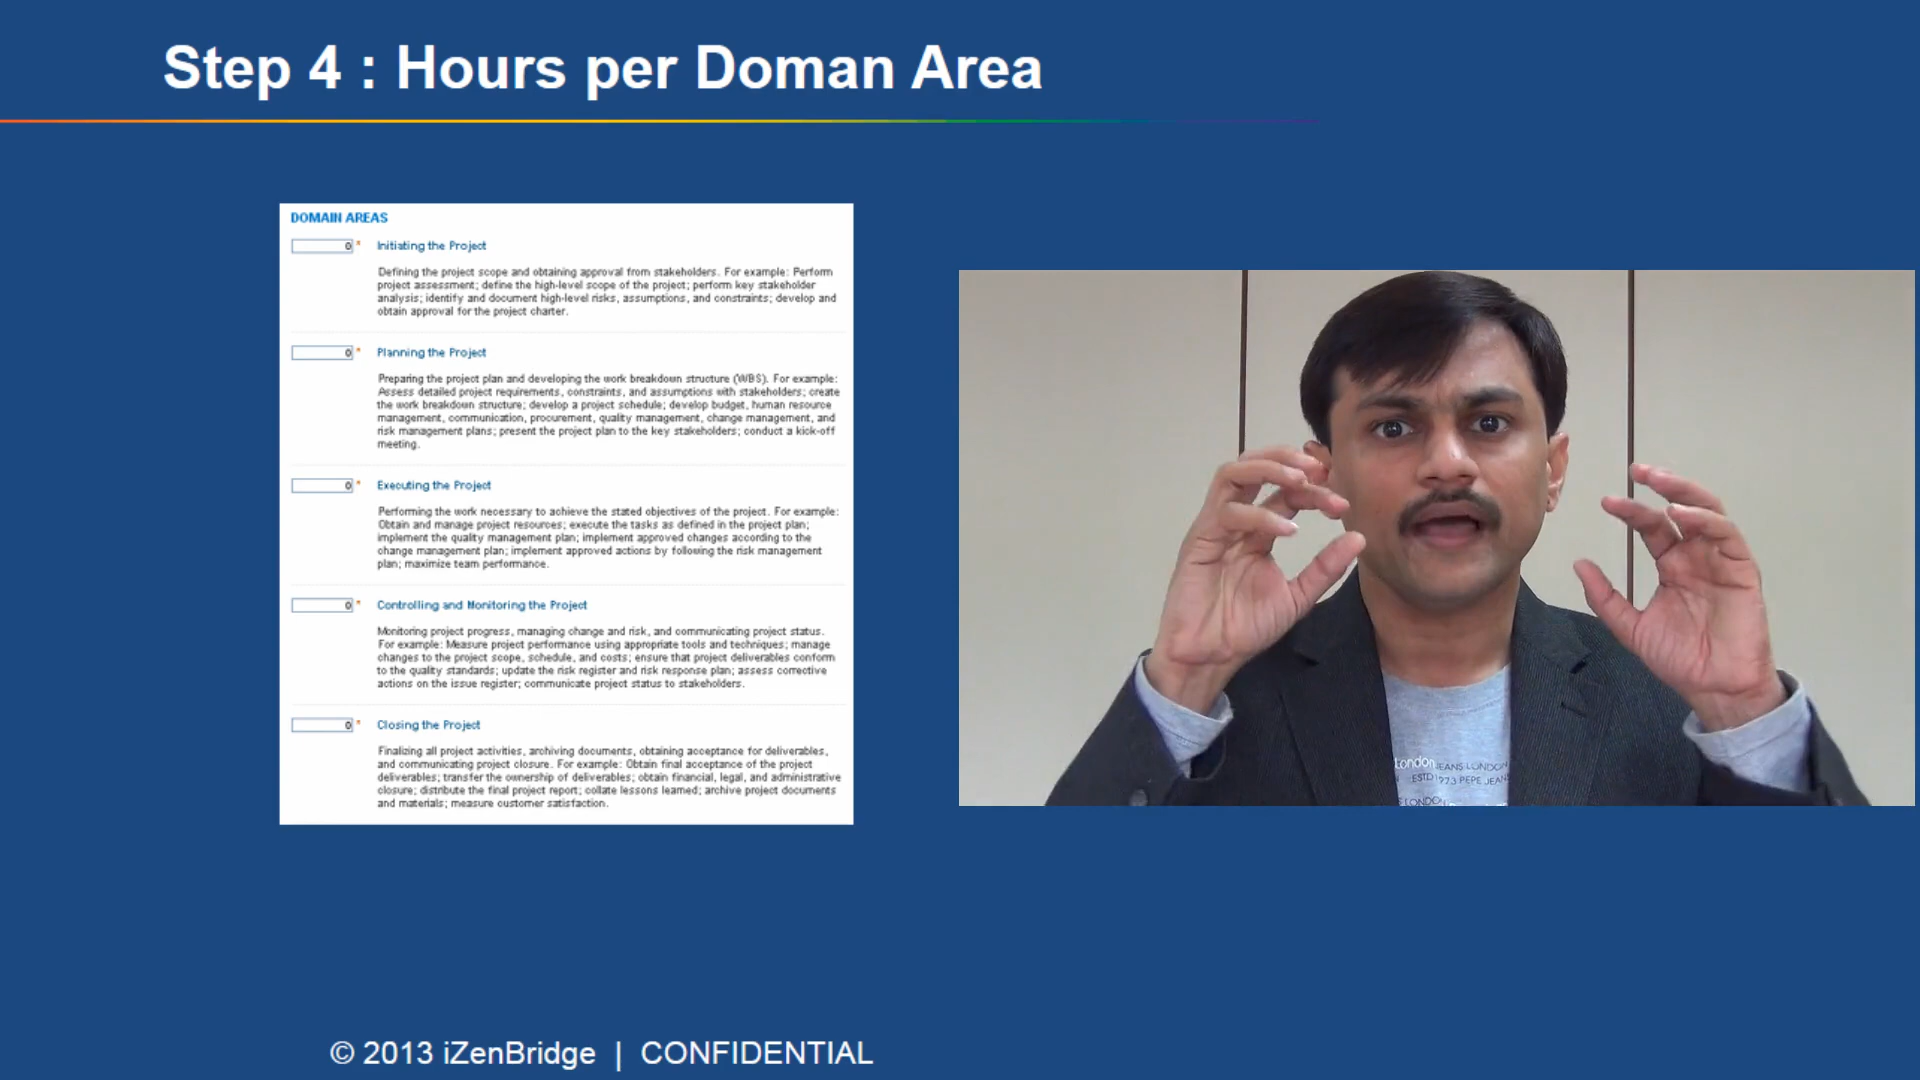 Step 4 : Hours per Doman Area
DOMAIN AREAS
0 * Initiating the Project
Defining the project scope and obtaining approval from stakeholders. For example: Perform
project assessment; define the high-level scope of the project; perform key stakeholder
analysis; identify and document high-level risks, assumptions, and constraints; develop and
obtain approval for the project charter.
0 * Planning the Project
Preparing the project plan and developing the work breakdown structure (WBS). For example:
Assess detailed project requirements, constraints, and assumptions with stakeholders; create
the work breakdown structure; develop a project schedule; develop budget, human resource
management, communication, procurement, quality management, change management, and
risk management plans; present the project plan to the key stakeholders; conduct a kick-off
meeting.
0 * Executing the Project
Performing the work necessary to achieve the stated objectives of the project. For example:
Obtain and manage project resources; execute the tasks as defined in the project plan;
implement the quality management plan; implement approved changes according to the
change management plan; implement approved actions by following the risk management
plan; maximize team performance.
0 * Controlling and Monitoring the Project
Monitoring project progress, managing change and risk, and communicating project status.
For example: Measure project performance using appropriate tools and techniques; manage
changes to the project scope, schedule, and costs; ensure that project deliverables conform
to the quality standards; update the risk register and risk response plan; assess corrective
actions on the issue register; communicate project status to stakeholders.
0 * Closing the Project
Finalizing all project activities, archiving documents, obtaining acceptance for deliverables,
and communicating project closure. For example: Obtain final acceptance of the project
deliverables; transfer the ownership of deliverables; obtain financial, legal, and administrative
closure; distribute the final project report; collate lessons learned; archive project documents
and materials; measure customer satisfaction.
London JEANS LONDON
ESTD 1973 PEPE JEANS
© 2013 iZenBridge | CONFIDENTIAL